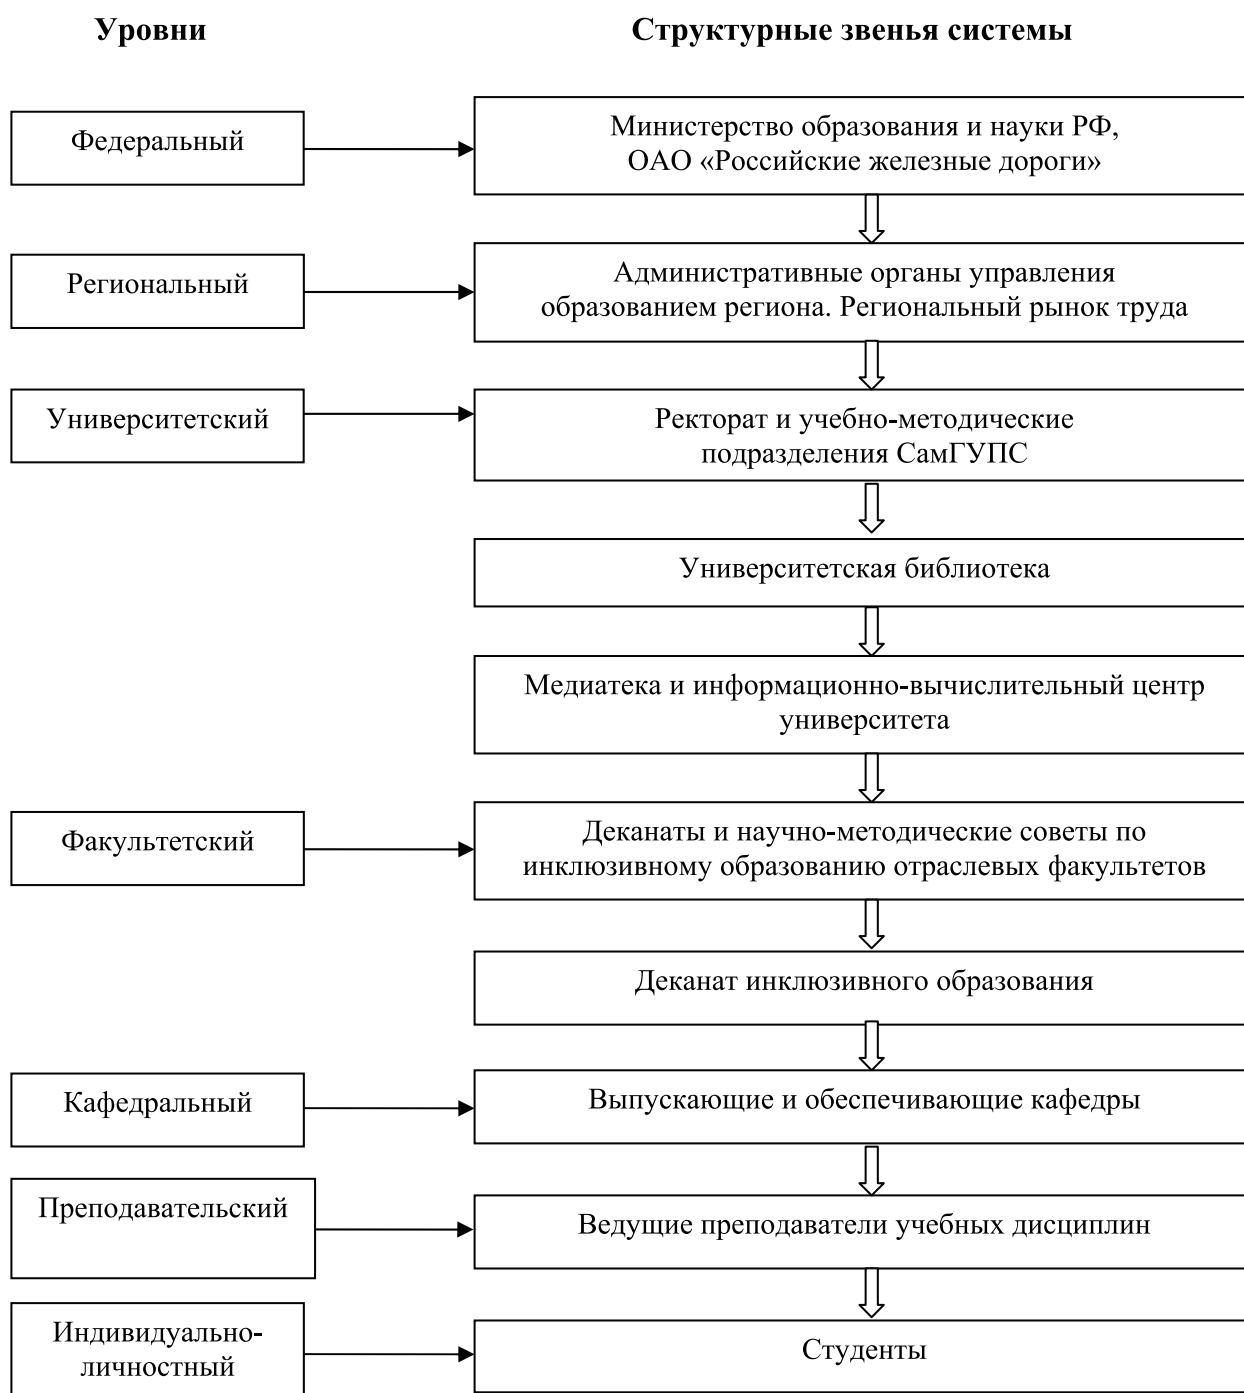 Уровни
Структурные звенья системы
Федеральный
Министерство образования и науки РФ,
ОАО «Российские железные дороги»
Региональный
Административные органы управления
образованием региона. Региональный рынок труда
Университетский
Ректорат и учебно-методические
подразделения СамГУПС
Университетская библиотека
Медиатека и информационно-вычислительный центр
университета
Факультетский
Деканаты и научно-методические советы по
инклюзивному образованию отраслевых факультетов
Деканат инклюзивного образования
Кафедральный
Выпускающие и обеспечивающие кафедры
Преподавательский
Ведущие преподаватели учебных дисциплин
Индивидуально-
личностный
Студенты